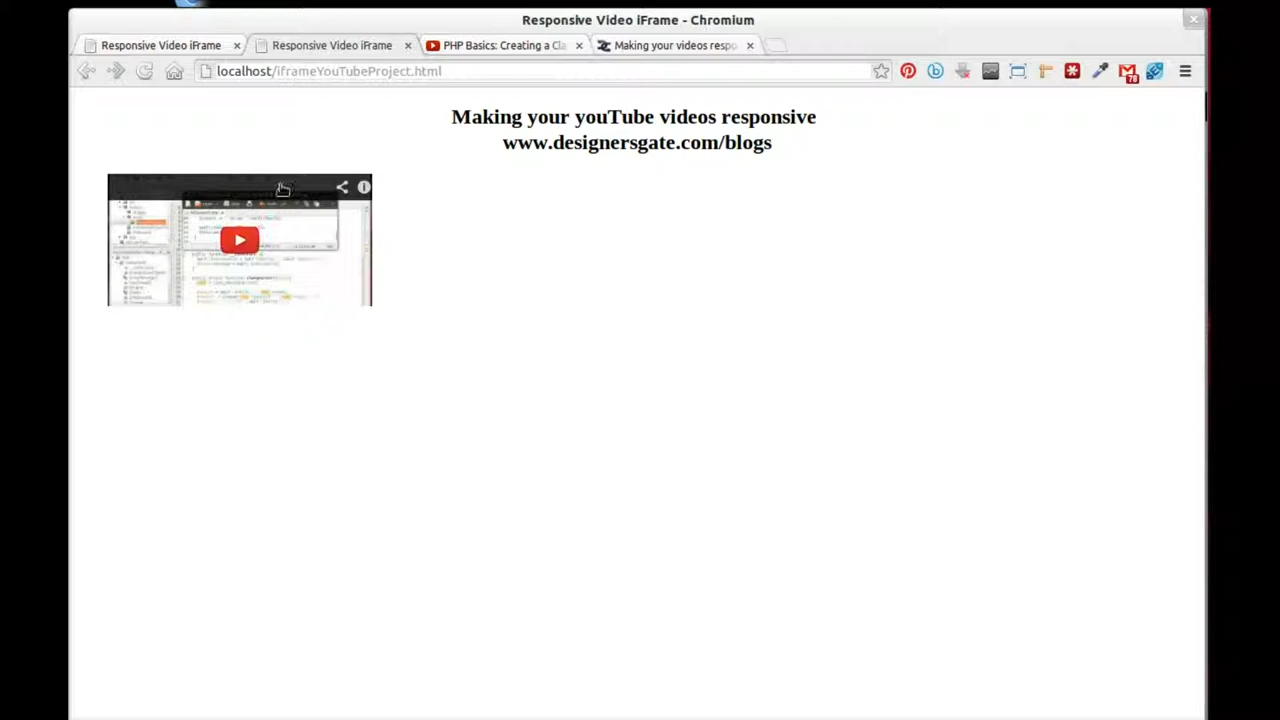 Responsive Video iFrame - Chromium
Responsive Video iFrame
Responsive Video iFrame
PHP Basics: Creating a Cla
Making your videos respo
localhost/iframeYouTubeProject.html
78
Making your youTube videos responsive
www.designersgate.com/blogs